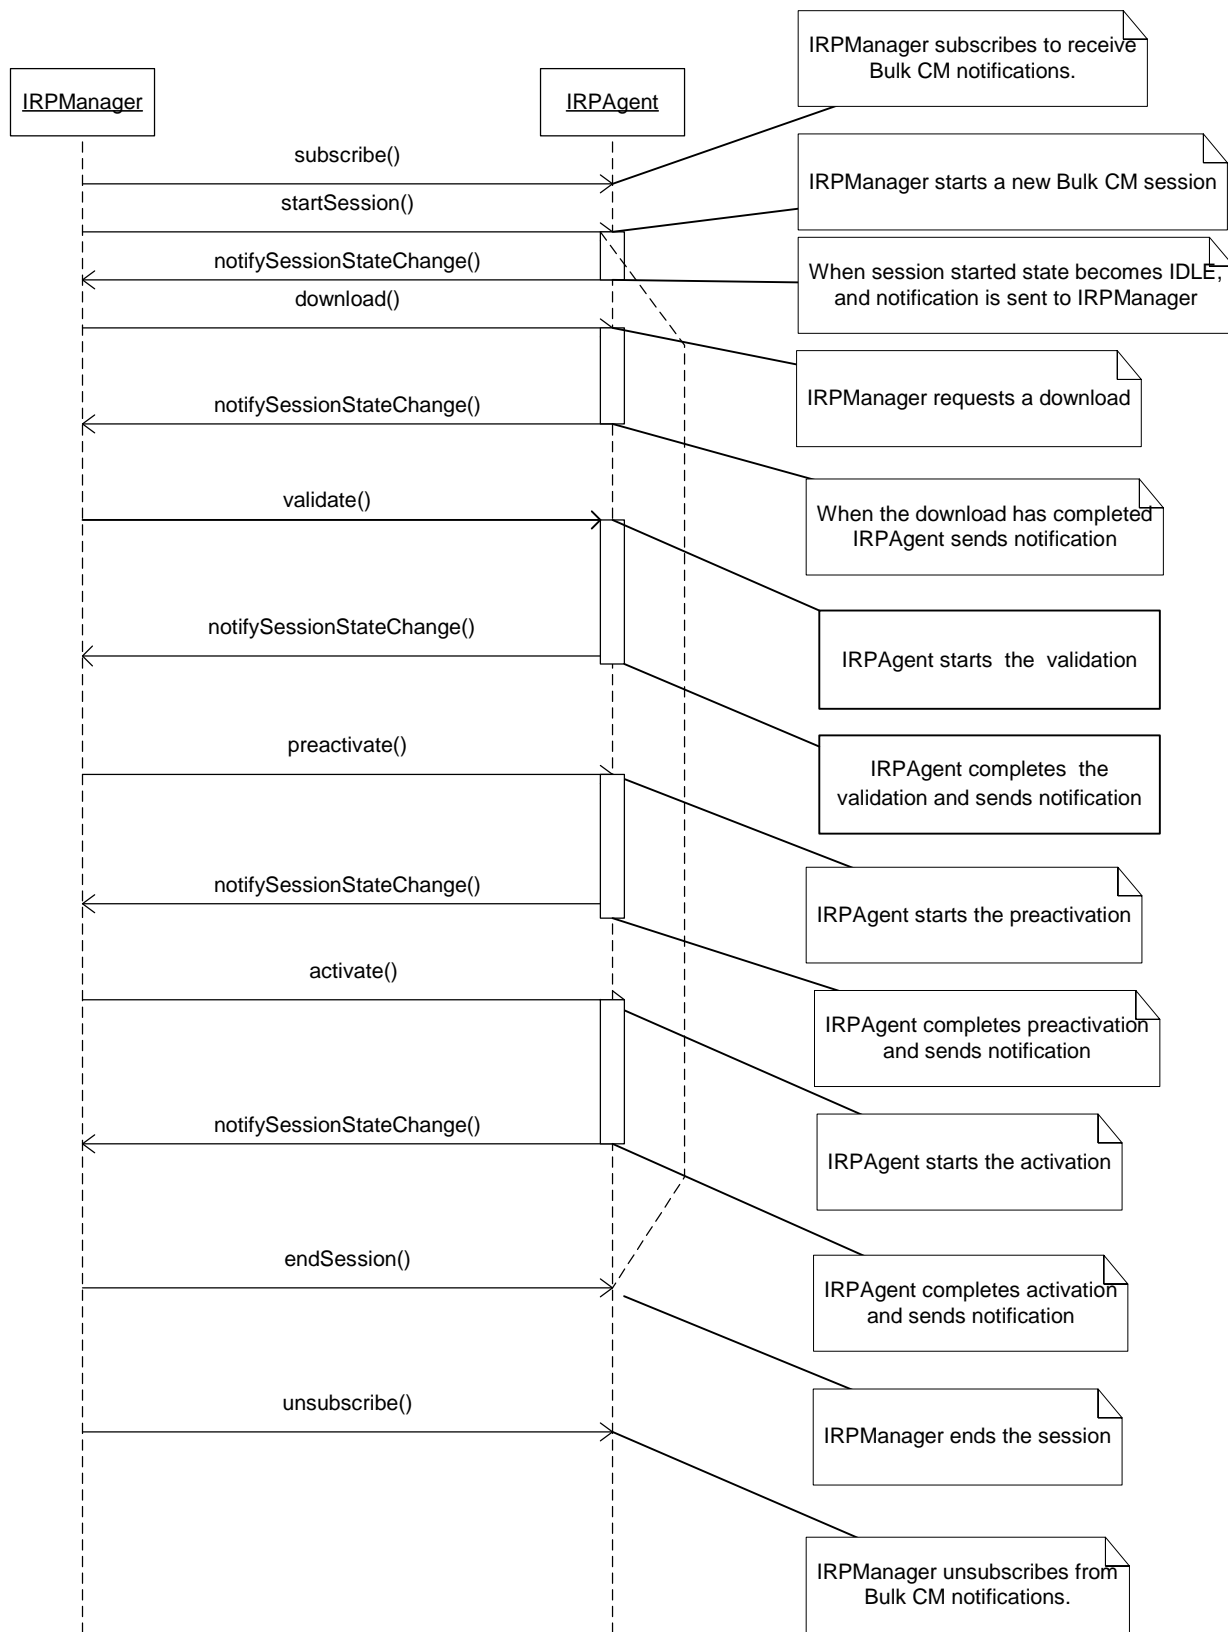 IRPManager subscribes to receive
Bulk CM notifications.
IRPManager
IRPAgent
subscribe()
IRPManager starts a new Bulk CM session
startSession()
notifySessionStateChange()
When session started state becomes IDLE,
and notification is sent to IRPManager
download()
IRPManager requests a download
notifySessionStateChange()
validate()
When the download has completed
IRPAgent sends notification
notifySessionStateChange()
IRPAgent starts the validation
preactivate()
IRPAgent completes the
validation and sends notification
notifySessionStateChange()
IRPAgent starts the preactivation
activate()
IRPAgent completes preactivation
and sends notification
notifySessionStateChange()
IRPAgent starts the activation
endSession()
IRPAgent completes activation
and sends notification
unsubscribe()
IRPManager ends the session
IRPManager unsubscribes from
Bulk CM notifications.